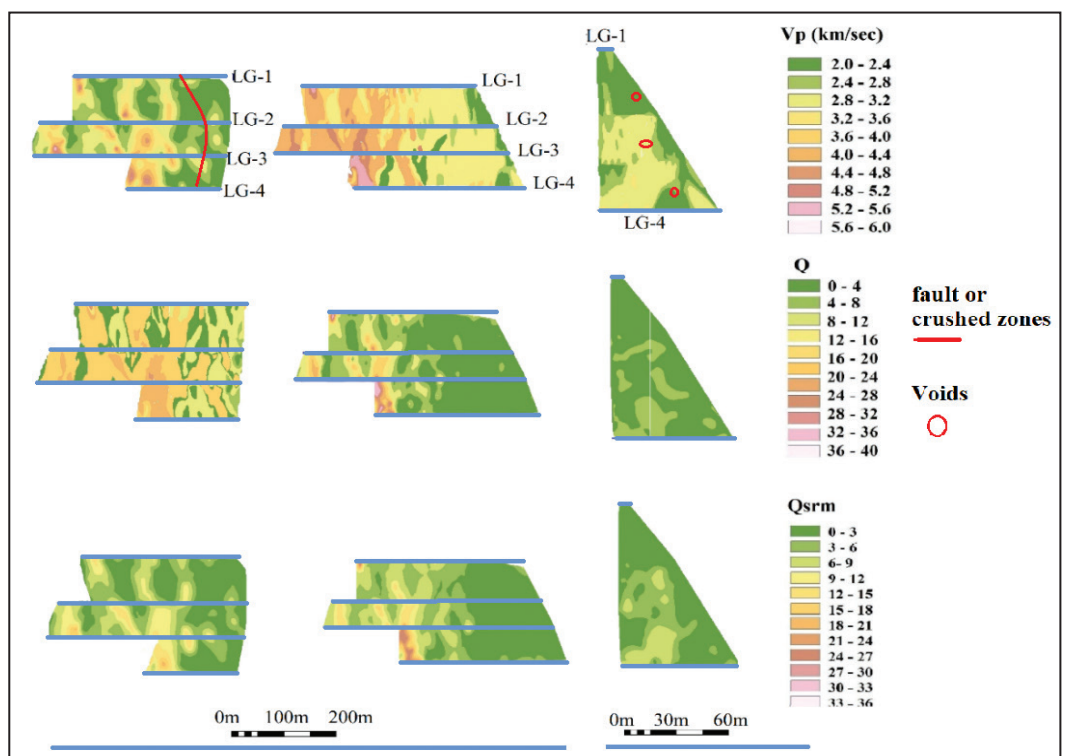 LG-1
LG-2
LG-3
LG-4
LG-1
LG-2
LG-3
LG-4
LG-1
LG-4
Vp (km/sec)
2.0 - 2.4
2.4 - 2.8
2.8 - 3.2
3.2 - 3.6
3.6 - 4.0
4.0 - 4.4
4.4 - 4.8
4.8 - 5.2
5.2 - 5.6
5.6 - 6.0
Q
0 - 4
4 - 8
8 - 12
12 - 16
16 - 20
20 - 24
24 - 28
28 - 32
32 - 36
36 - 40
fault or
crushed zones
Voids
Qsrm
0 - 3
3 - 6
6- 9
9 - 12
12 - 15
15 - 18
18 - 21
21 - 24
24 - 27
27 - 30
30 - 33
33 - 36
0m 100m 200m
0m 30m 60m